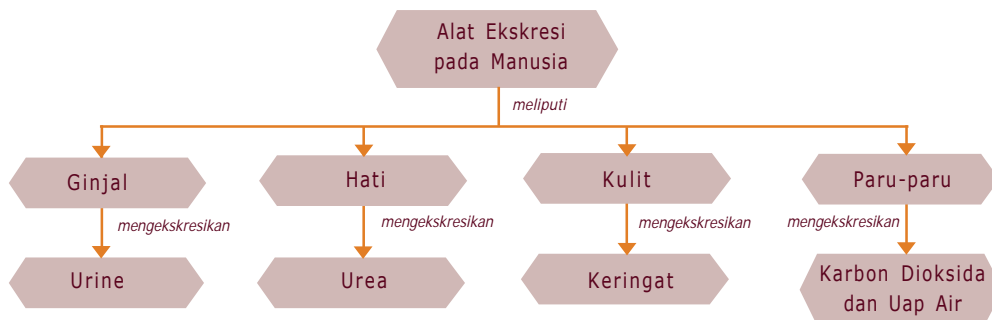 Alat Ekskresi
pada Manusia
meliputi
Ginjal
Hati
Kulit
Paru-paru
mengekskresikan
mengekskresikan
mengekskresikan
mengekskresikan
Urine
Urea
Keringat
Karbon Dioksida
dan Uap Air